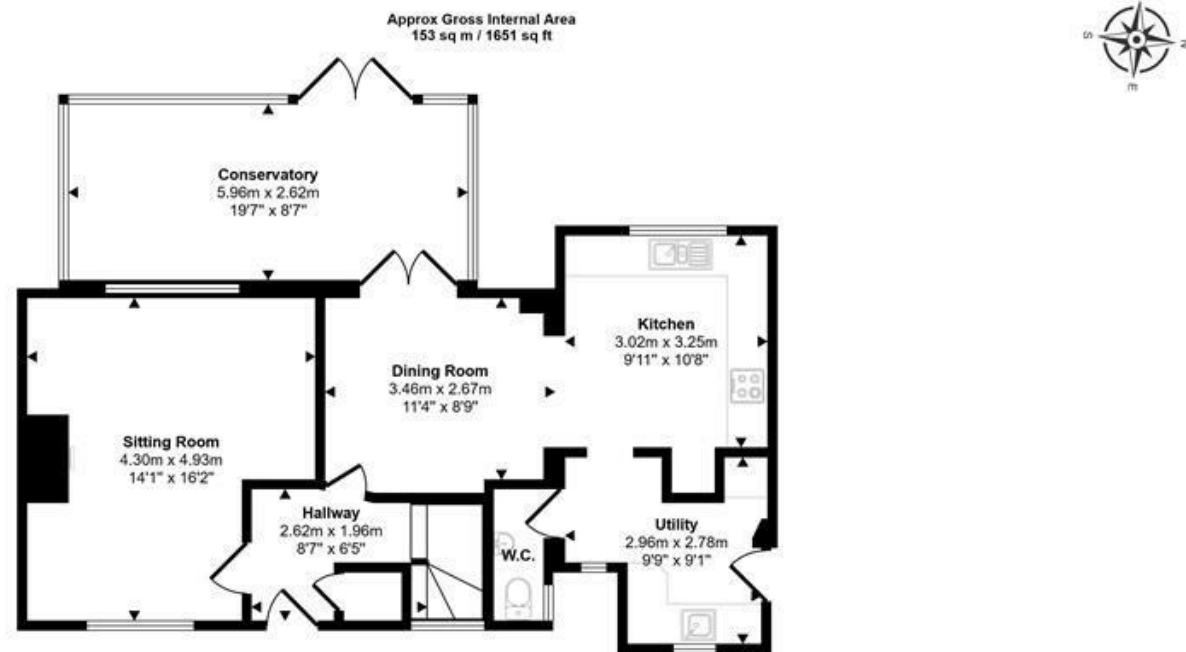 Approx Gross Internal Area
153 sq m / 1651 sq ft
S
N
E
Conservatory
5.96m x 2.62m
19'7" x 8'7"
Kitchen
3.02m x 3.25m
9'11" x 10'8"
Dining Room
3.46m x 2.67m
11'4" x 8'9"
Sitting Room
4.30m x 4.93m
14'1" x 16'2"
Hallway
2.62m x 1.96m
8'7" x 6'5"
W.C.
Utility
2.96m x 2.78m
9'9" x 9'1"